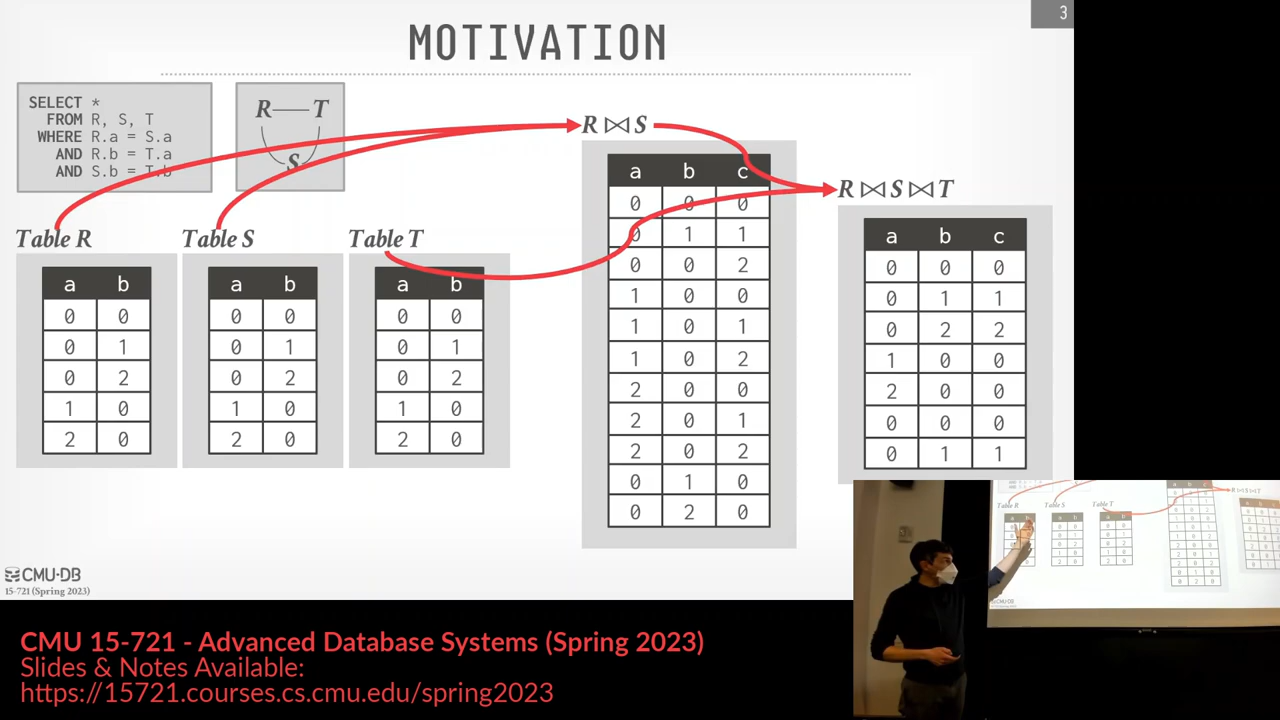 3
MOTIVATION
SELECT *
FROM R, S, T
WHERE R.a = S.a
AND R.b = T.a
AND S.b = T.b
R T
S
R ⋈ S
R ⋈ S ⋈ T
Table R
a b
0 0
0 1
0 2
1 0
2 0
Table S
a b
0 0
0 1
0 2
1 0
2 0
Table T
a b
0 0
0 1
0 2
1 0
2 0
a b c
0 0 0
0 1 1
0 0 2
1 0 0
1 0 1
1 0 2
2 0 0
2 0 1
2 0 2
0 1 0
0 2 0
a b c
0 0 0
0 1 1
0 2 2
1 0 0
2 0 0
0 0 0
0 1 1
CMU·DB
15-721 (Spring 2023)
Table R
Table S
Table T
CMU 15-721 - Advanced Database Systems (Spring 2023)
Slides & Notes Available:
https://15721.courses.cs.cmu.edu/spring2023